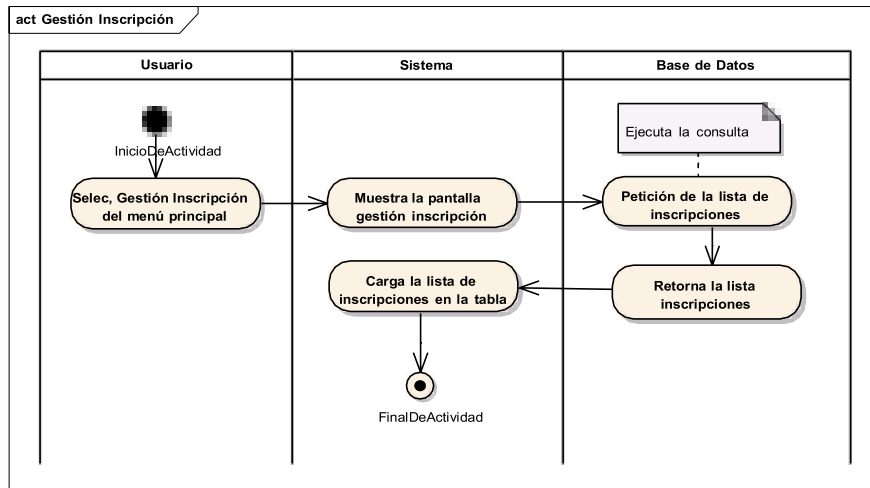 act Gestión Inscripción
Usuario
Sistema
Base de Datos
InicioDeActividad
Ejecuta la consulta
Selec, Gestión Inscripción
del menú principal
Muestra la pantalla
gestión inscripción
Petición de la lista de
inscripciones
Carga la lista de
inscripciones en la tabla
Retorna la lista
inscripciones
FinalDeActividad